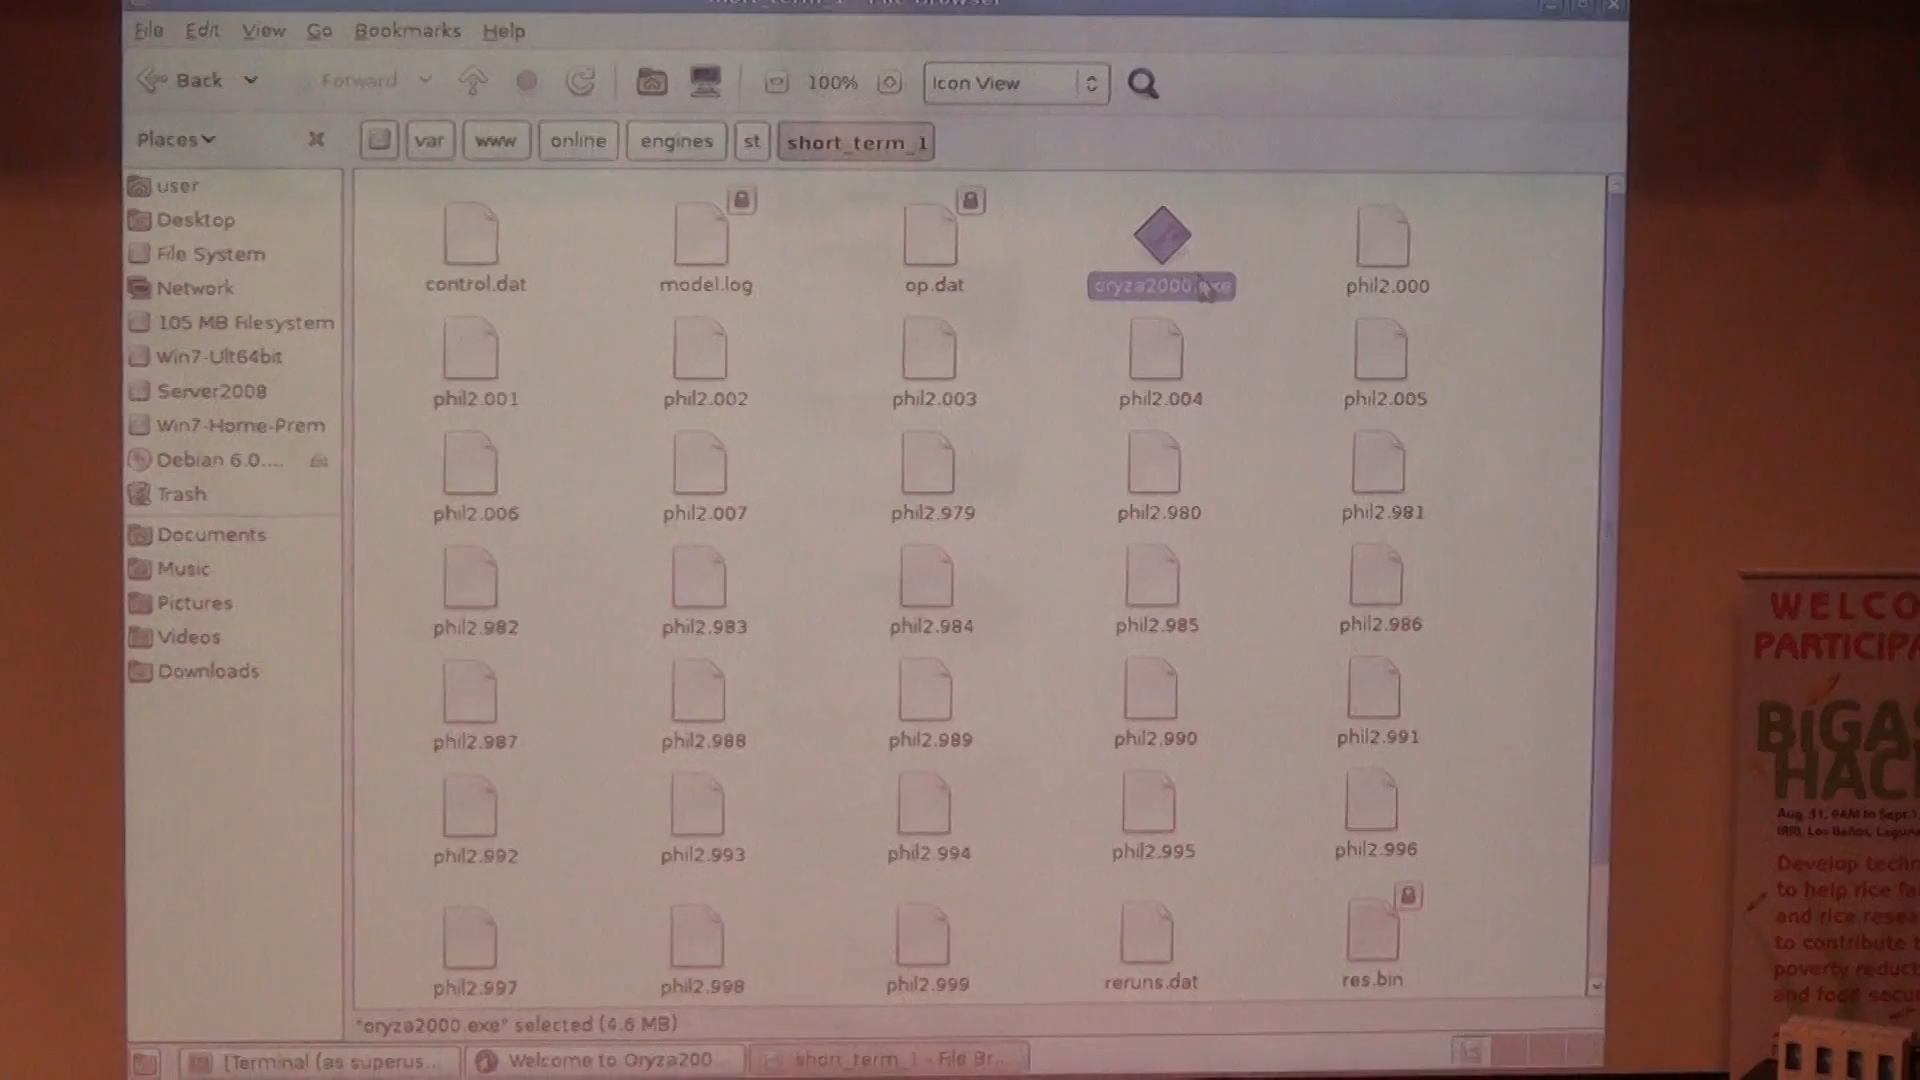 File Edit View Go Bookmarks Help
Back Forward 100% Icon View
Places var www online engines st short_term_1
user
Desktop
File System
Network
105 MB Filesystem
Win7-Ult64bit
Server2008
Win7-Home-Prem
Debian 6.0....
Trash
Documents
Music
Pictures
Videos
Downloads
control.dat model.log op.dat oryza2000.exe phil2.000
phil2.001 phil2.002 phil2.003 phil2.004 phil2.005
phil2.006 phil2.007 phil2.979 phil2.980 phil2.981
phil2.982 phil2.983 phil2.984 phil2.985 phil2.986
phil2.987 phil2.988 phil2.989 phil2.990 phil2.991
phil2.992 phil2.993 phil2.994 phil2.995 phil2.996
phil2.997 phil2.998 phil2.999 reruns.dat res.bin
"oryza2000.exe" selected (4.6 MB)
[Terminal (as superus... Welcome to Oryza200 short_term_1 - File Br...
WELCO
PARTICIPA
BiGAS
HAC
Aug. 31, 9AM to Sept.1
IRRI, Los Baños, Laguna
Develop techn
to help rice fa
and rice resea
to contribute t
poverty reduct
and food secu